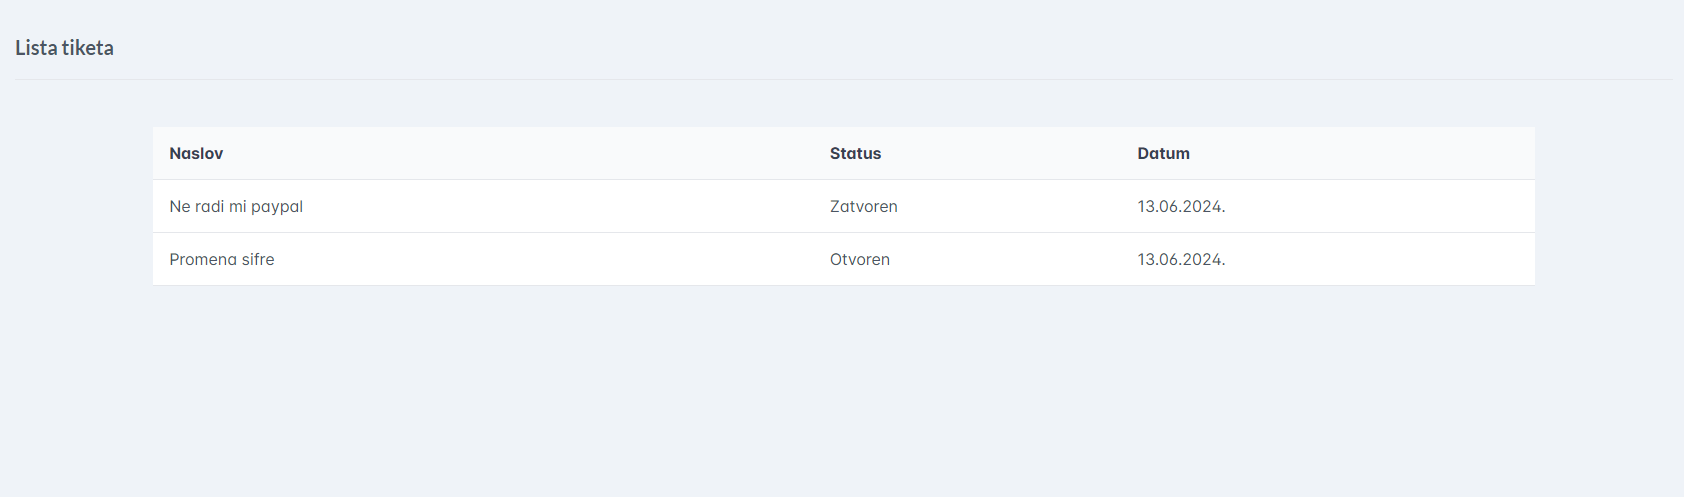 Lista tiketa
Naslov Status Datum
Ne radi mi paypal Zatvoren 13.06.2024.
Promena sifre Otvoren 13.06.2024.